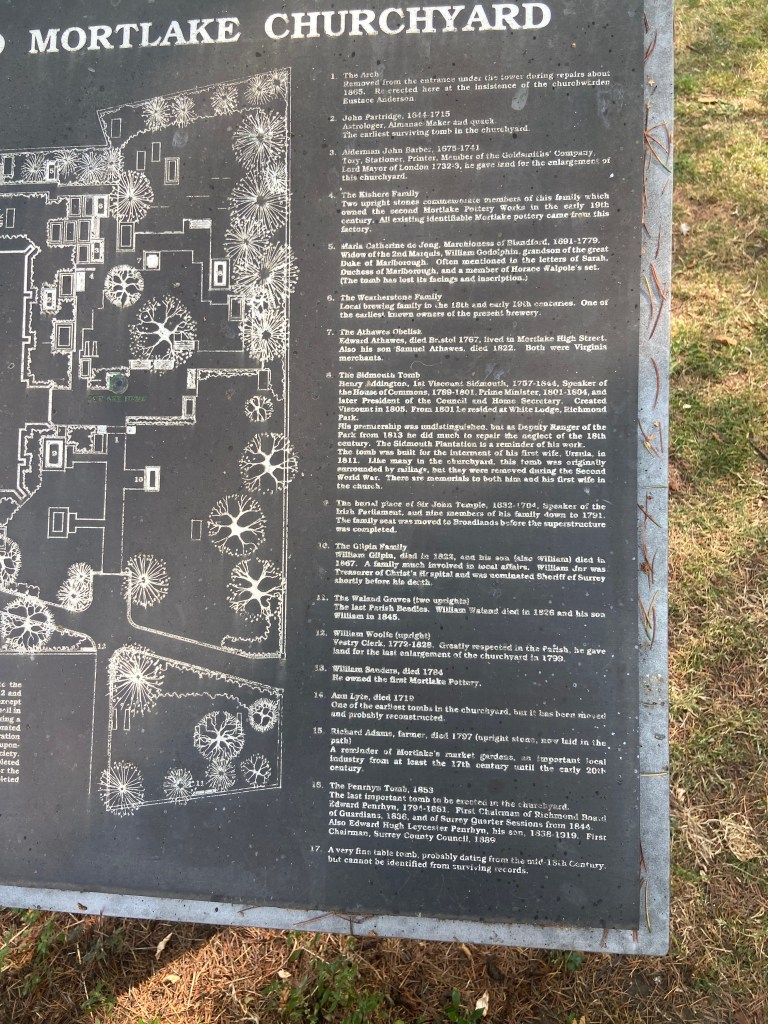 MORTLAKE CHURCHYARD
1. The Arch
Removed from the entrance under the tower during repairs about
1865. Re-erected here at the insistence of the churchwarden
Eustace Anderson.
2. John Partridge, 1644-1715
Astrologer, Almanac Maker and quack.
The earliest surviving tomb in the churchyard.
3. Alderman John Barber, 1675-1741
Tory, Stationer, Printer, Member of the Goldsmiths' Company,
Lord Mayor of London 1732-3, he gave land for the enlargement of
this churchyard.
4. The Kishere Family
Two upright stones commemorate members of this family which
owned the second Mortlake Pottery Works in the early 19th
century. All existing identifiable Mortlake pottery came from this
factory.
5. Maria Catherine de Jong, Marchioness of Blandford, 1691-1779.
Widow of the 2nd Marquis, William Godolphin, grandson of the great
Duke of Marlborough. Often mentioned in the letters of Sarah,
Duchess of Marlborough, and a member of Horace Walpole's set.
(The tomb has lost its facings and inscription.)
6. The Weatherstone Family
Local brewing family in the 18th and early 19th centuries. One of
the earliest known owners of the present brewery.
7. The Athawes Obelisk
Edward Athawes, died Bristol 1767, lived in Mortlake High Street.
Also his son Samuel Athawes, died 1822. Both were Virginia
merchants.
8. The Sidmouth Tomb
Henry Addington, 1st Viscount Sidmouth, 1757-1844, Speaker of
the House of Commons, 1789-1801, Prime Minister, 1801-1804, and
later President of the Council and Home Secretary. Created
Viscount in 1805. From 1801 he resided at White Lodge, Richmond
Park.
His premiership was undistinguished, but as Deputy Ranger of the
Park from 1813 he did much to repair the neglect of the 18th
century. The Sidmouth Plantation is a reminder of his work.
The tomb was built for the interment of his first wife, Ursula, in
1811. Like many in the churchyard, this tomb was originally
surrounded by railings, but they were removed during the Second
World War. There are memorials to both him and his first wife in
the church.
9. The burial place of Sir John Temple, 1632-1704, Speaker of the
Irish Parliament, and nine members of his family down to 1791.
The family seat was moved to Broadlands before the superstructure
was completed.
10. The Gilpin Family
William Gilpin, died in 1822, and his son (also William) died in
1867. A family much involved in local affairs. William Jnr was
Treasurer of Christ's Hospital and was nominated Sheriff of Surrey
shortly before his death.
11. The Waland Graves (two uprights)
The last Parish Beadles. William Waland died in 1826 and his son
William in 1845.
12. William Woolfe (upright)
Vestry Clerk, 1772-1828. Greatly respected in the Parish, he gave
land for the last enlargement of the churchyard in 1799.
13. William Sanders, died 1784
He owned the first Mortlake Pottery.
14. Ann Lyte, died 1719
One of the earliest tombs in the churchyard, but it has been moved
and probably reconstructed.
15. Richard Adams, farmer, died 1797 (upright stone, now laid in the
path)
A reminder of Mortlake's market gardens, an important local
industry from at least the 17th century until the early 20th
century.
16. The Penrhyn Tomb, 1853
The last important tomb to be erected in the churchyard.
Edward Penrhyn, 1794-1861. First Chairman of Richmond Board
of Guardians, 1836, and of Surrey Quarter Sessions from 1844.
Also Edward Hugh Leycester Penrhyn, his son, First
Chairman, Surrey County Council, 1889
17. A very fine table tomb, probably dating from the mid-18th Century,
but cannot be identified from surviving records.
YOU ARE HERE
10
11